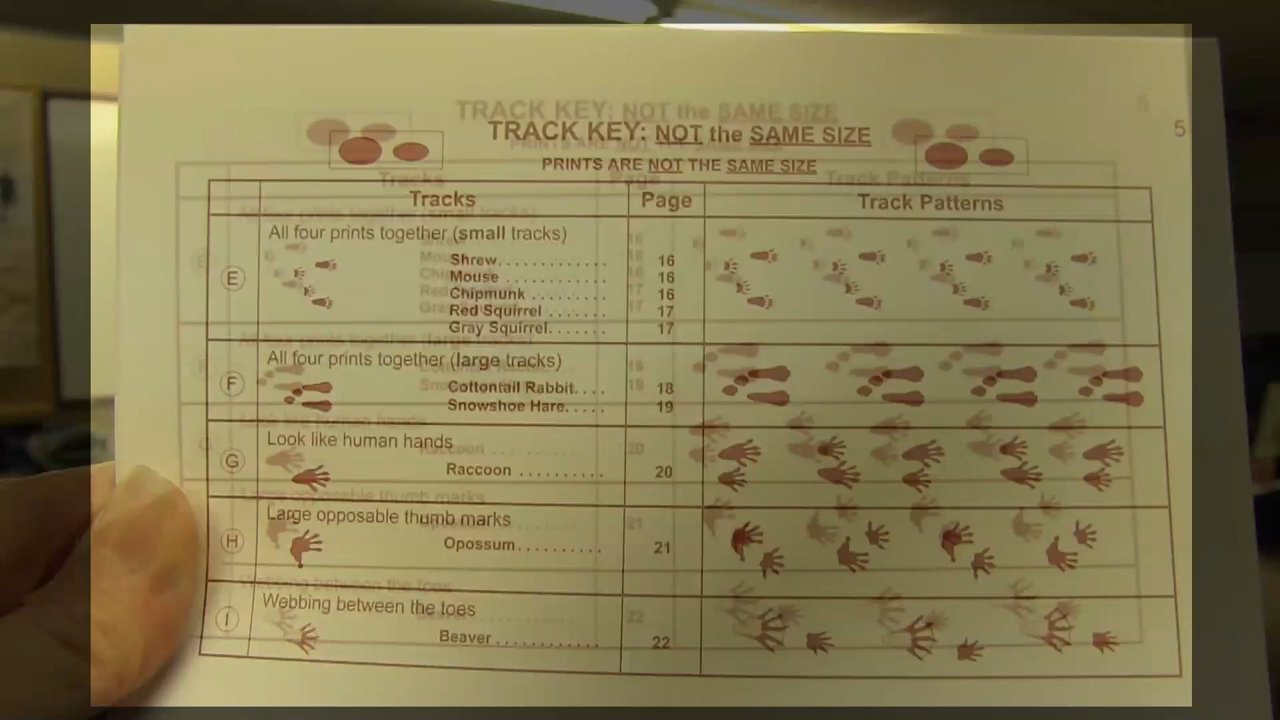 5
TRACK KEY: NOT the SAME SIZE
PRINTS ARE NOT THE SAME SIZE
Tracks Page Track Patterns
E All four prints together (small tracks)
Shrew............. 16
Mouse ............ 16
Chipmunk ......... 16
Red Squirrel ....... 17
Gray Squirrel....... 17
F All four prints together (large tracks)
Cottontail Rabbit.... 18
Snowshoe Hare..... 19
G Look like human hands
Raccoon .......... 20
H Large opposable thumb marks
Opossum.......... 21
I Webbing between the toes
Beaver ............ 22